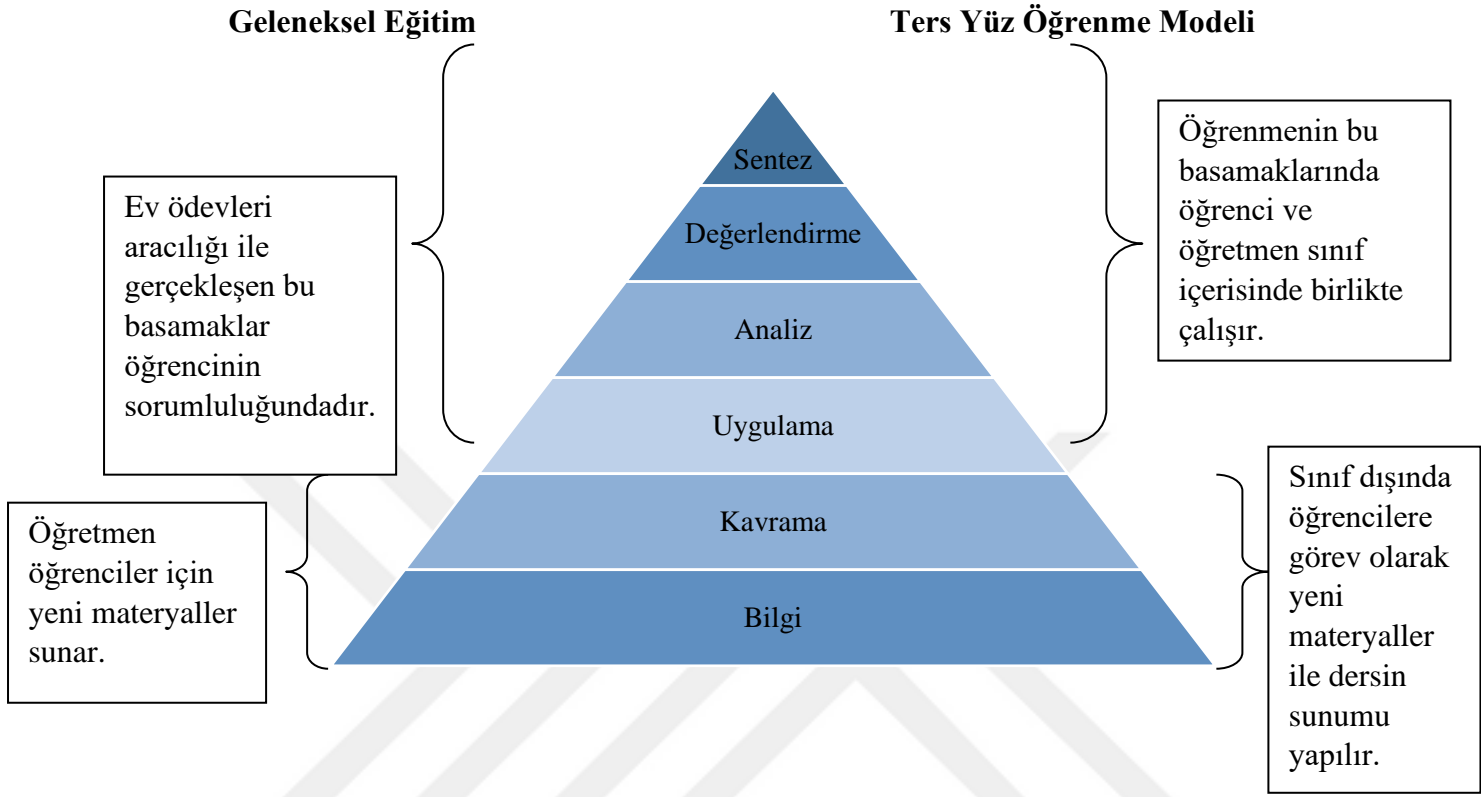 Geleneksel Eğitim
Ters Yüz Öğrenme Modeli
Ev ödevleri
aracılığı ile
gerçekleşen bu
basamaklar
öğrencinin
sorumluluğundadır.
Öğretmen
öğrenciler için
yeni materyaller
sunar.
Sentez
Değerlendirme
Analiz
Uygulama
Kavrama
Bilgi
Öğrenmenin bu
basamaklarında
öğrenci ve
öğretmen sınıf
içerisinde birlikte
çalışır.
Sınıf dışında
öğrencilere
görev olarak
yeni
materyaller
ile dersin
sunumu
yapılır.